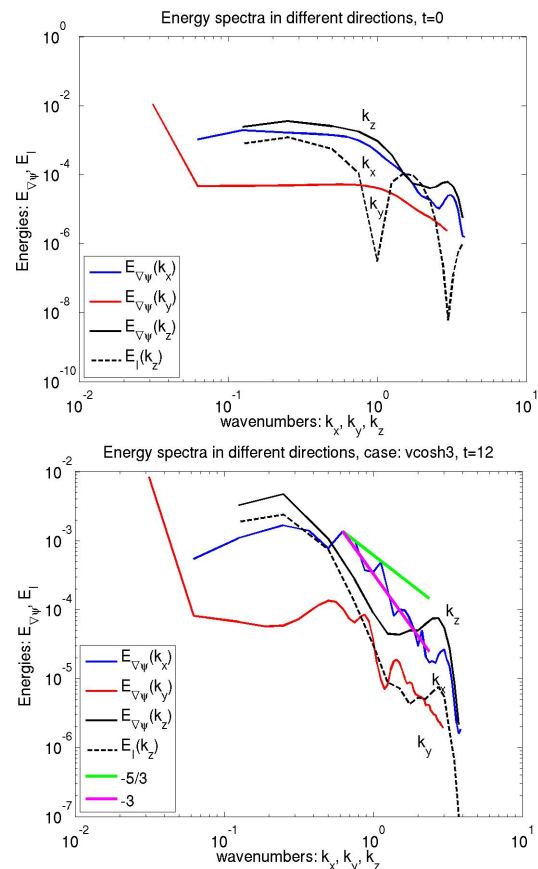 Energy spectra in different directions, t=0
10^0
10^-2
10^-4
10^-6
10^-8
10^-10
Energies: E_∇ψ, E_I
k_z
k_x
k_y
E_∇ψ(k_x)
E_∇ψ(k_y)
E_∇ψ(k_z)
E_I(k_z)
10^-2
10^-1
10^0
10^1
wavenumbers: k_x, k_y, k_z
Energy spectra in different directions, case: vcosh3, t=12
10^-2
10^-3
10^-4
10^-5
10^-6
10^-7
Energies: E_∇ψ, E_I
k_z
k_x
k_y
E_∇ψ(k_x)
E_∇ψ(k_y)
E_∇ψ(k_z)
E_I(k_z)
-5/3
-3
10^-2
10^-1
10^0
10^1
wavenumbers: k_x, k_y, k_z